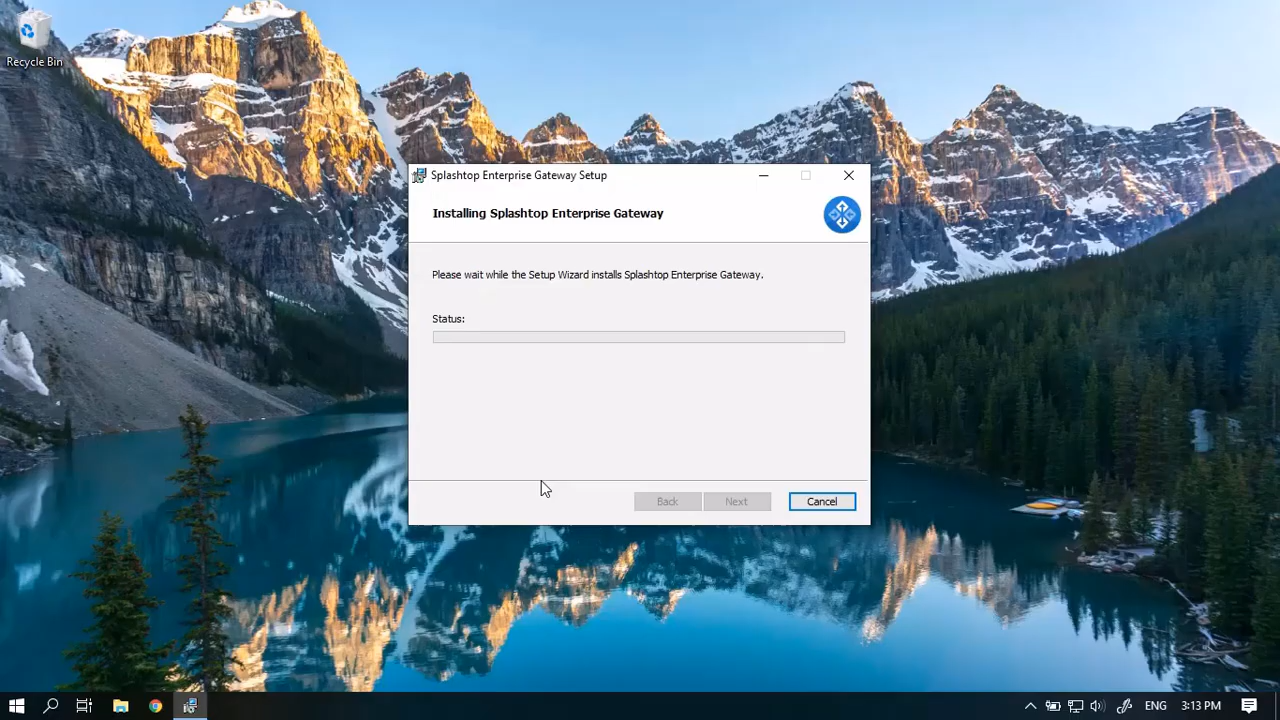 Recycle Bin
Splashtop Enterprise Gateway Setup
Installing Splashtop Enterprise Gateway
Please wait while the Setup Wizard installs Splashtop Enterprise Gateway.
Status:
Back
Next
Cancel
ENG
3:13 PM